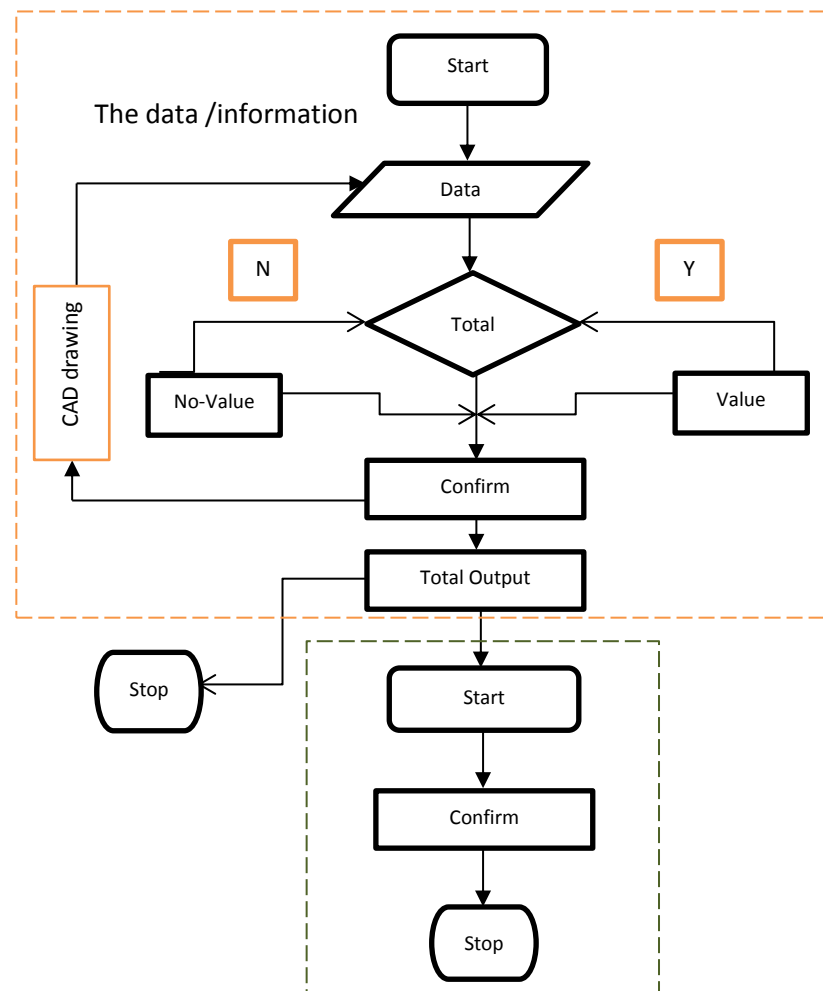 Start
The data /information
Data
N
Y
Total
CAD drawing
No-Value
Value
Confirm
Total Output
Stop
Start
Confirm
Stop